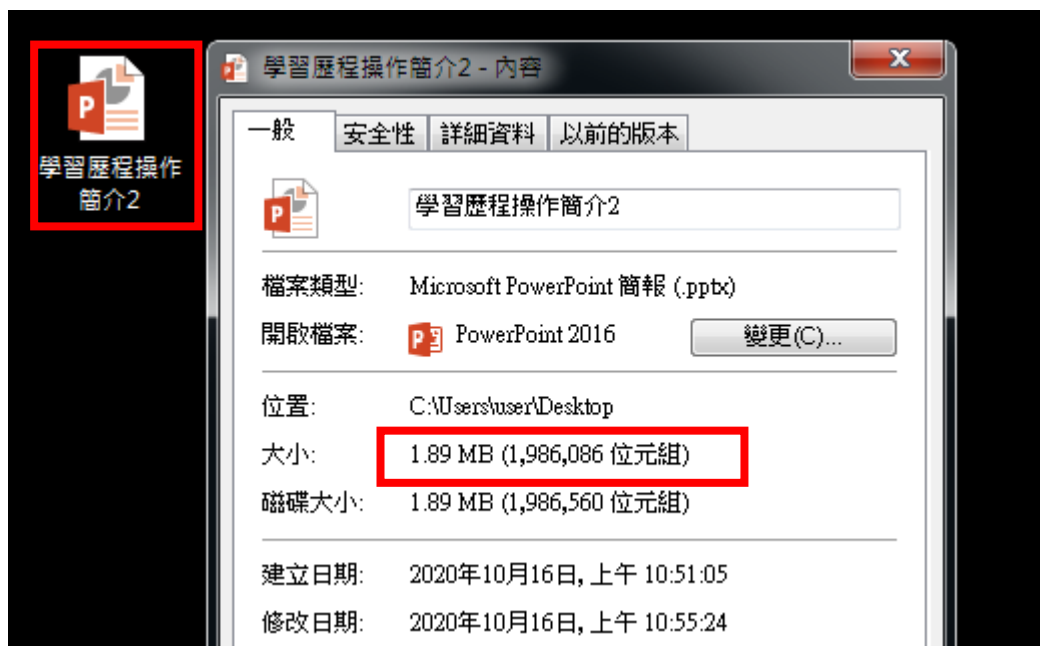 學習歷程操作
簡介2
學習歷程操作簡介2 - 內容
一般 安全性 詳細資料 以前的版本
學習歷程操作簡介2
檔案類型: Microsoft PowerPoint 簡報 (.pptx)
開啟檔案: PowerPoint 2016 變更(C)...
位置: C:\Users\user\Desktop
大小: 1.89 MB (1,986,086 位元組)
磁碟大小: 1.89 MB (1,986,560 位元組)
建立日期: 2020年10月16日, 上午 10:51:05
修改日期: 2020年10月16日, 上午 10:55:24